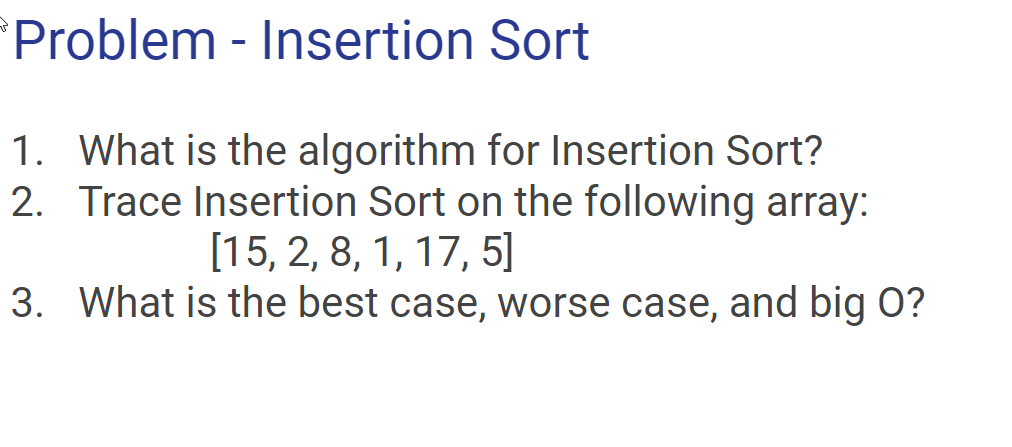 Problem - Insertion Sort
1. What is the algorithm for Insertion Sort?
2. Trace Insertion Sort on the following array:
[15, 2, 8, 1, 17, 5]
3. What is the best case, worse case, and big O?